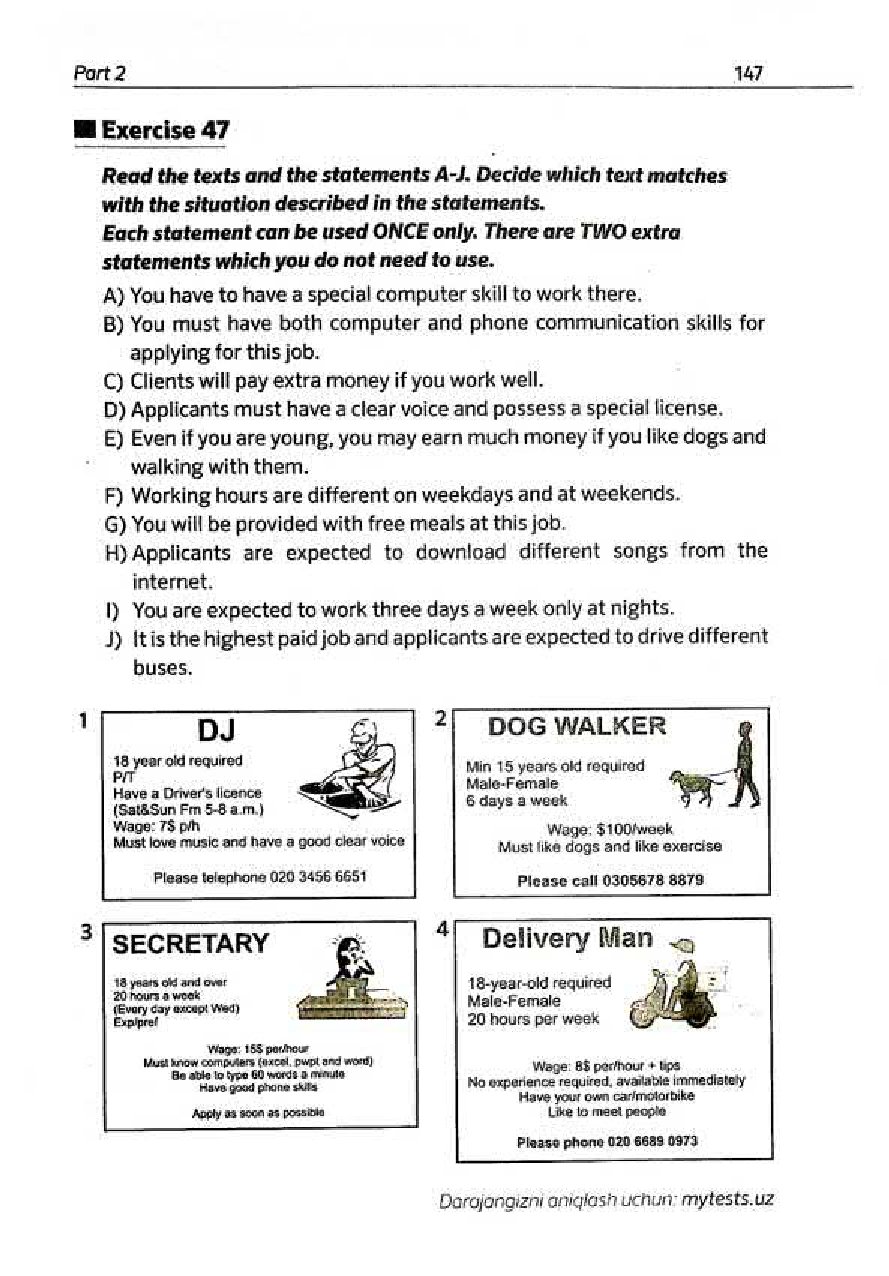 Part 2
147
Exercise 47
Read the texts and the statements A-J. Decide which text matches
with the situation described in the statements.
Each statement can be used ONCE only. There are TWO extra
statements which you do not need to use.
A) You have to have a special computer skill to work there.
B) You must have both computer and phone communication skills for
applying for this job.
C) Clients will pay extra money if you work well.
D) Applicants must have a clear voice and possess a special license.
E) Even if you are young, you may earn much money if you like dogs and
walking with them.
F) Working hours are different on weekdays and at weekends.
G) You will be provided with free meals at this job.
H) Applicants are expected to download different songs from the
internet.
I) You are expected to work three days a week only at nights.
J) It is the highest paid job and applicants are expected to drive different
buses.
1
DJ
18 year old required
P/T
Have a Driver's licence
(Sat&Sun Fm 5-8 a.m.)
Wage: 7$ p/h
Must love music and have a good clear voice
Please telephone 020 3456 6651
2
DOG WALKER
Min 15 years old required
Male-Female
6 days a week
Wage: $100/week
Must like dogs and like exercise
Please call 0305678 8879
3
SECRETARY
18 years old and over
20 hours a week
(Every day except Wed)
Exp/pref
Wage: 15$ per/hour
Must know computers (excel, pwpt and word)
Be able to type 60 words a minute
Have good phone skills
Apply as soon as possible
4
Delivery Man
18-year-old required
Male-Female
20 hours per week
Wage: 8$ per/hour + tips
No experience required, available immediately
Have your own car/motorbike
Like to meet people
Please phone 020 6689 0973
Darajangizni aniqlash uchun: mytests.uz